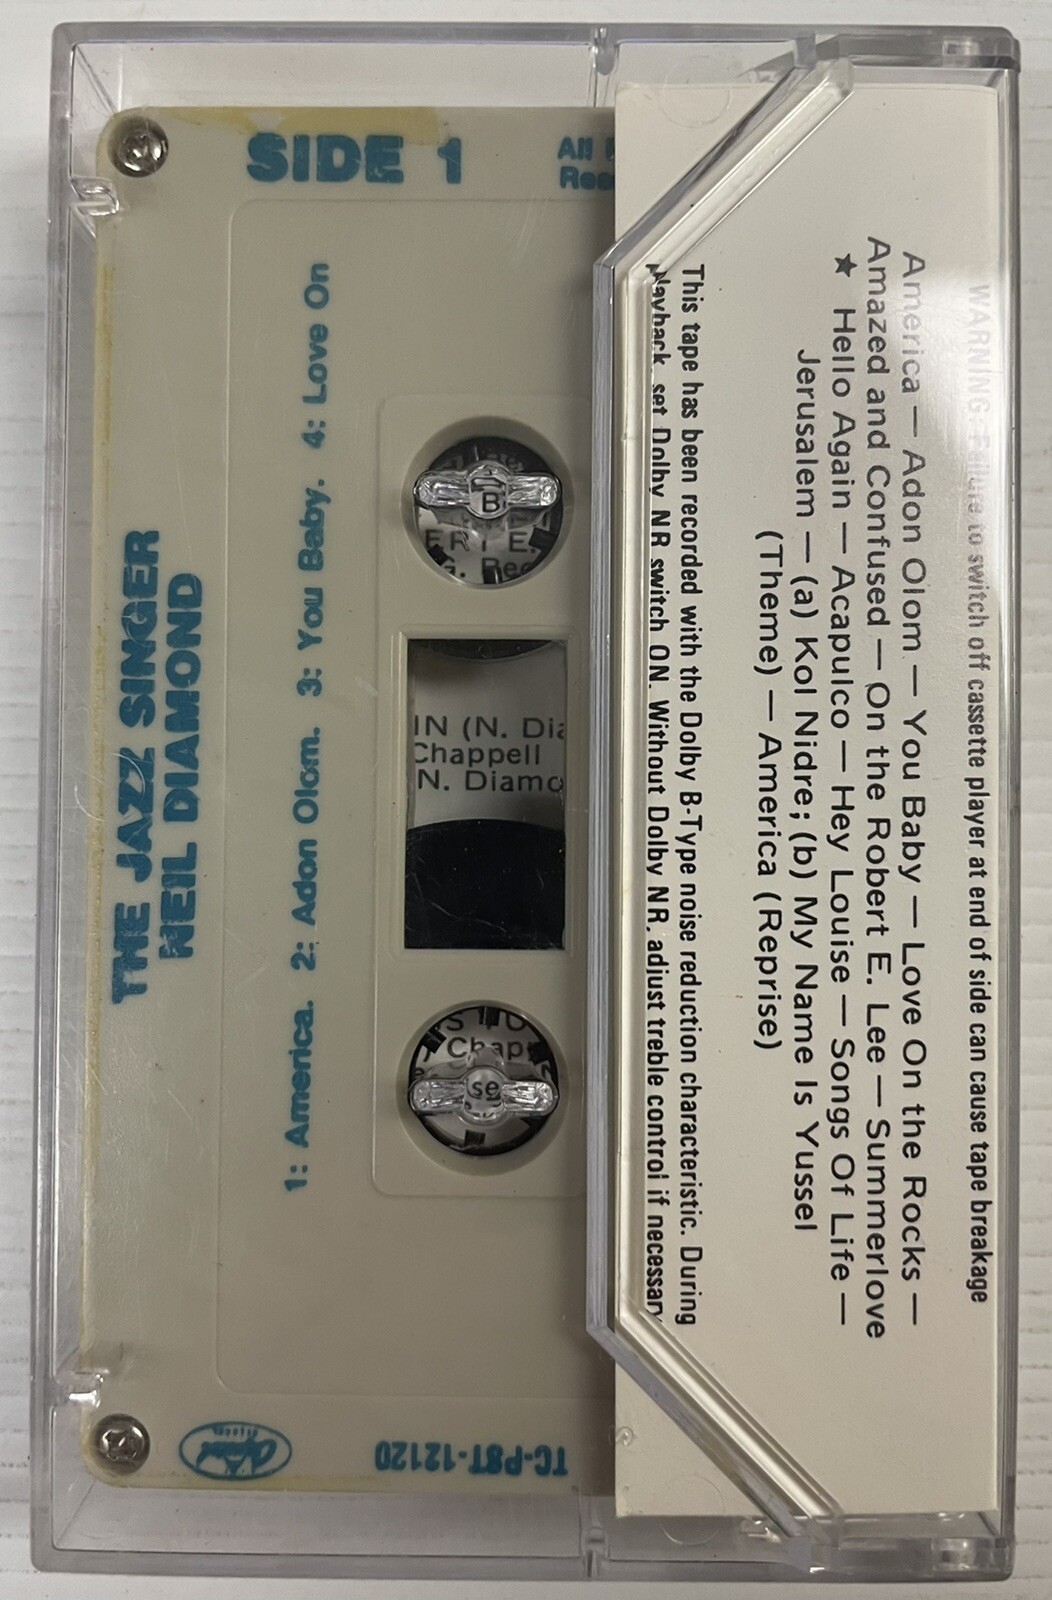 SIDE 1
All
THE JAZZ SINGER
NEIL DIAMOND
1: America. 2: Adon Olom. 3: You Baby. 4: Love On
TC-P8T-12120
B
ER E.
IN (N. Dia
Chappell
N. Diamo
Chap
se
WARNING: Failure to switch off cassette player at end of side can cause tape breakage
America — Adon Olom — You Baby — Love On the Rocks —
Amazed and Confused — On the Robert E. Lee — Summerlove
★ Hello Again — Acapulco — Hey Louise — Songs Of Life —
Jerusalem — (a) Kol Nidre; (b) My Name Is Yussel
(Theme) — America (Reprise)
This tape has been recorded with the Dolby B-Type noise reduction characteristic. During
playback, set Dolby NR switch ON. Without Dolby NR, adjust treble control if necessary